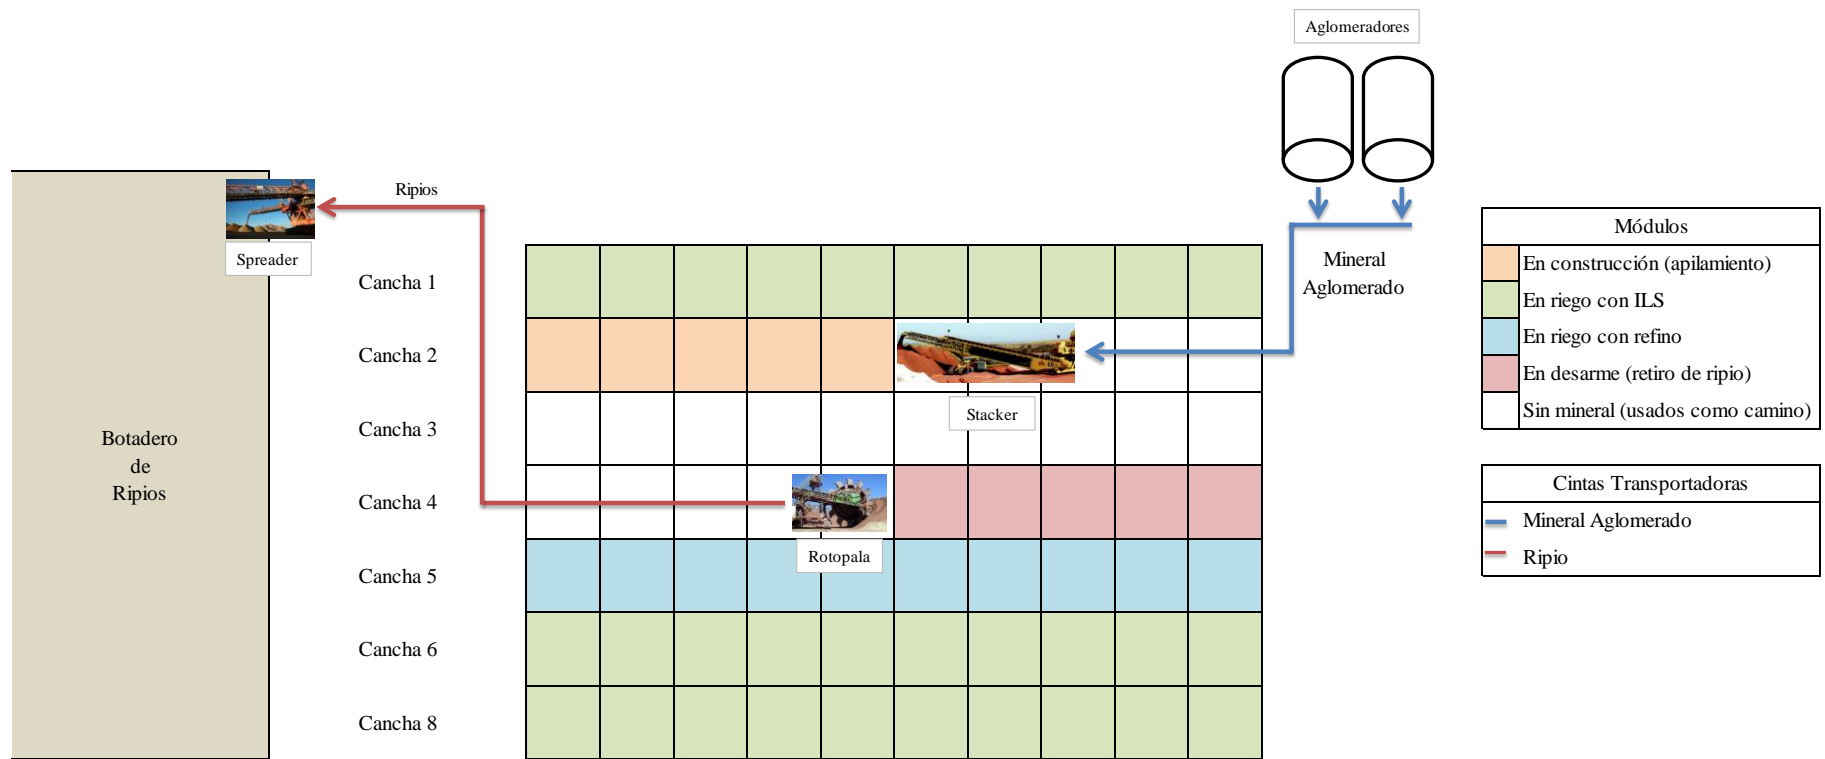 Aglomeradores
Ripios
Spreader
Mineral
Aglomerado
Cancha 1
Cancha 2
Cancha 3
Cancha 4
Cancha 5
Cancha 6
Cancha 8
Stacker
Rotopala
Botadero
de
Ripios
Módulos
En construcción (apilamiento)
En riego con ILS
En riego con refino
En desarme (retiro de ripio)
Sin mineral (usados como camino)
Cintas Transportadoras
Mineral Aglomerado
Ripio